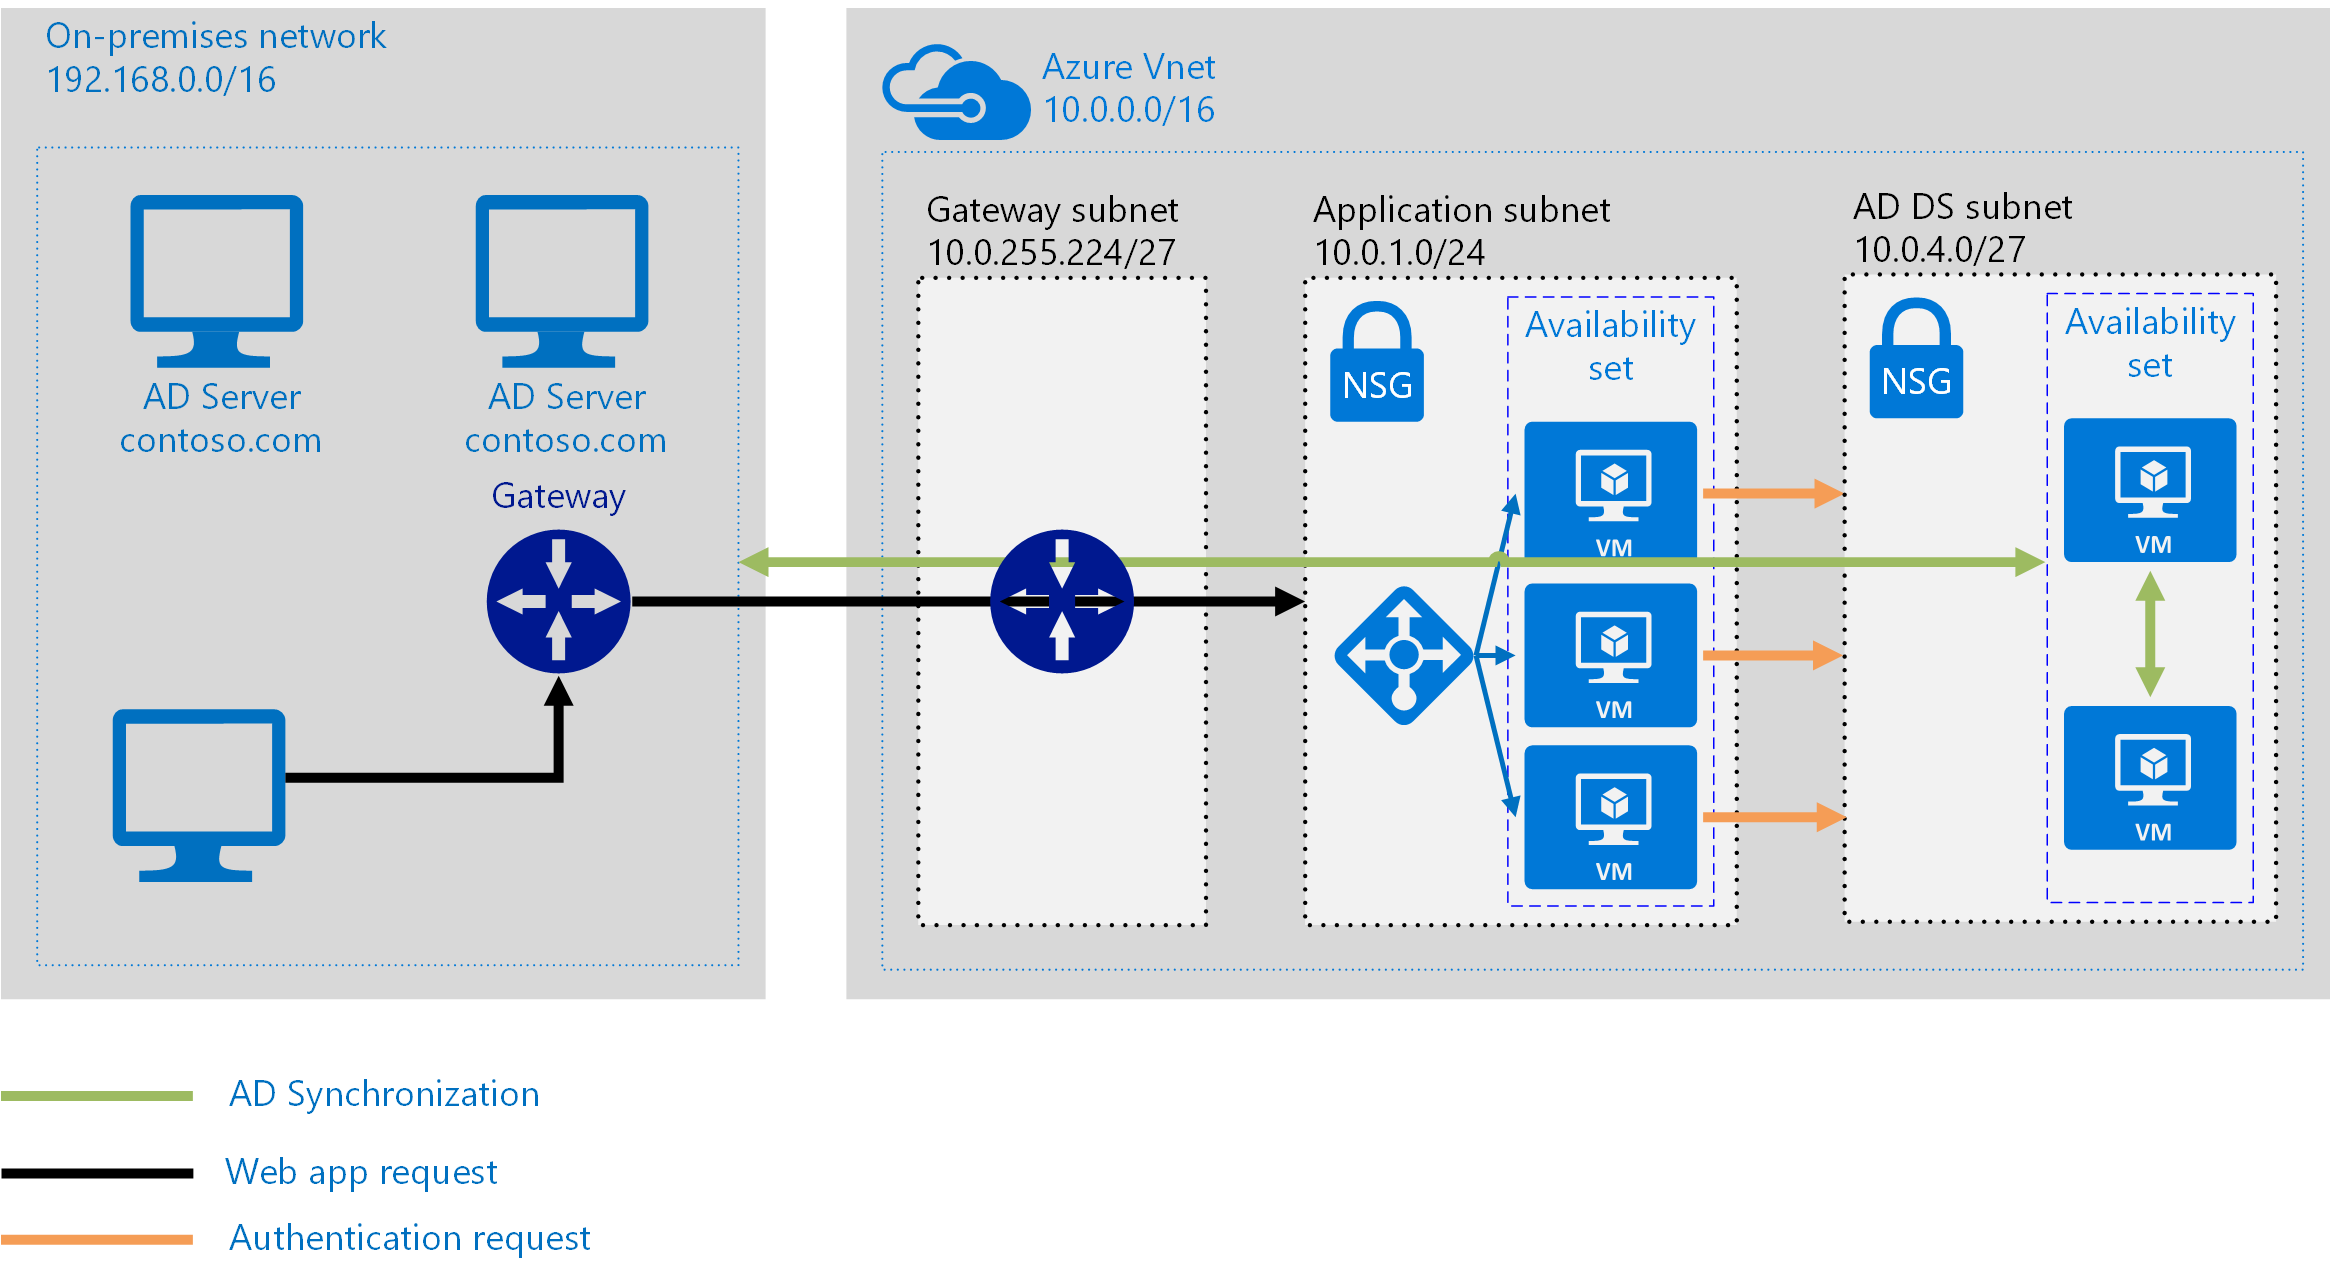 On-premises network
192.168.0.0/16
AD Server
contoso.com
AD Server
contoso.com
Gateway
Azure Vnet
10.0.0.0/16
Gateway subnet
10.0.255.224/27
Application subnet
10.0.1.0/24
NSG
Availability
set
VM
VM
VM
AD DS subnet
10.0.4.0/27
NSG
Availability
set
VM
VM
AD Synchronization
Web app request
Authentication request